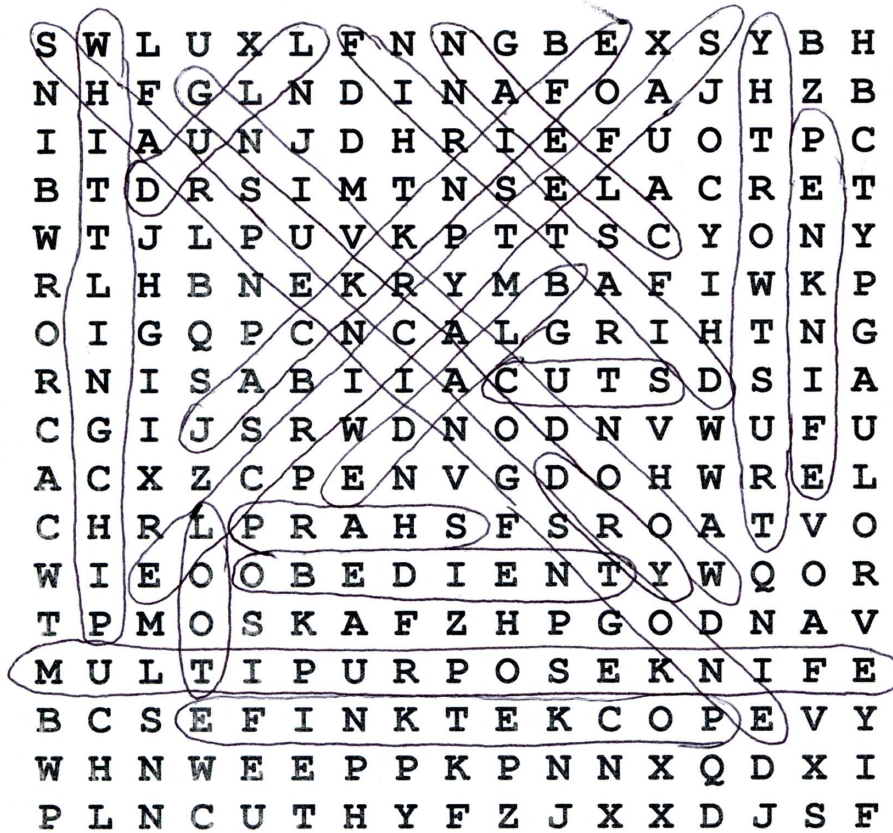 S W L U X L F N N G B E X S Y B H
N H F G L N D I N A F O A J H Z B
I I A U N J D H R I E F U O T P C
B T D R S I M T N S E L A C R E T
W T J L P U V K P T T S C Y O N Y
R L H B N E K R Y M B A F I W K P
O I G Q P C N C A L G R I H T N G
R N I S A B I I A C U T S D S I A
C G I J S R W D N O D N V W U F U
A C X Z C P E N V G D O H W R E L
C H R L P R A H S F S R O A T V O
W I E O O B E D I E N T Y W Q O R
T P M O S K A F Z H P G O D N A V
M U L T I P U R P O S E K N I F E
B C S E F I N K T E K C O P E V Y
W H N W E E P P K P N N X Q D X I
P L N C U T H Y F Z J X X D J S F